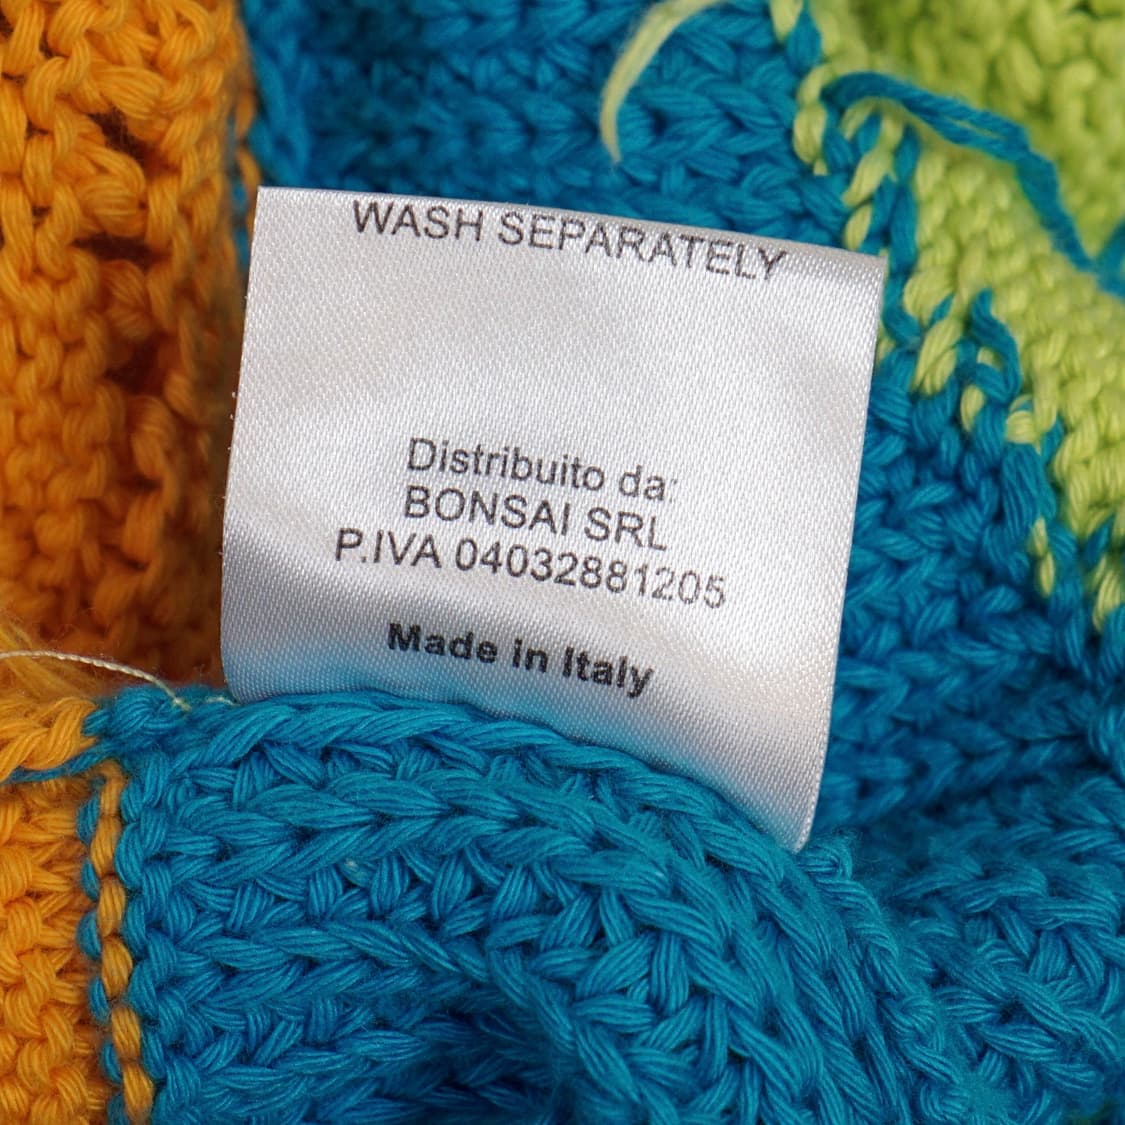 WASH SEPARATELY
Distribuito da:
BONSAI SRL
P.IVA 04032881205
Made in Italy